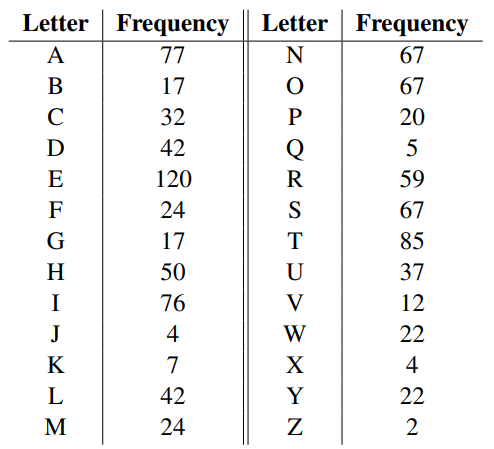 Letter Frequency Letter Frequency
A 77 N 67
B 17 O 67
C 32 P 20
D 42 Q 5
E 120 R 59
F 24 S 67
G 17 T 85
H 50 U 37
I 76 V 12
J 4 W 22
K 7 X 4
L 42 Y 22
M 24 Z 2